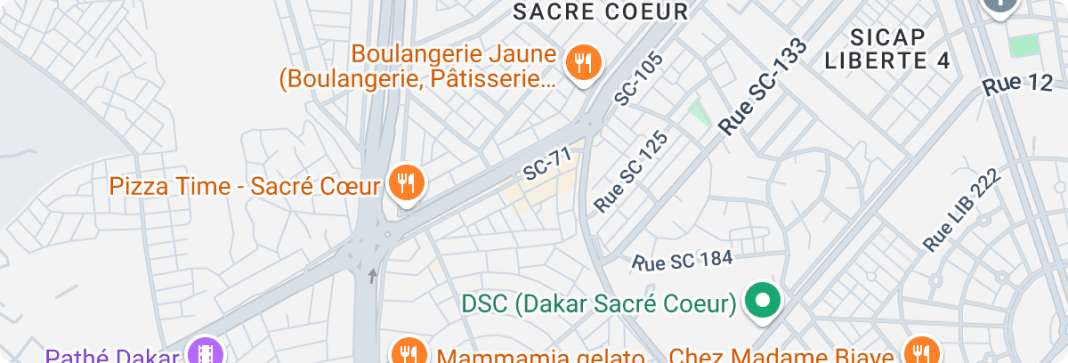 SACRE COEUR
SICAP
LIBERTE 4
Boulangerie Jaune
(Boulangerie, Pâtisserie...
SC-105
Rue SC-133
Rue 12
SC-71
Rue SC 125
Pizza Time - Sacré Cœur
Rue LIB 222
Rue SC 184
DSC (Dakar Sacré Coeur)
Pathé Dakar
Mammamia gelato
Chez Madame Biaye